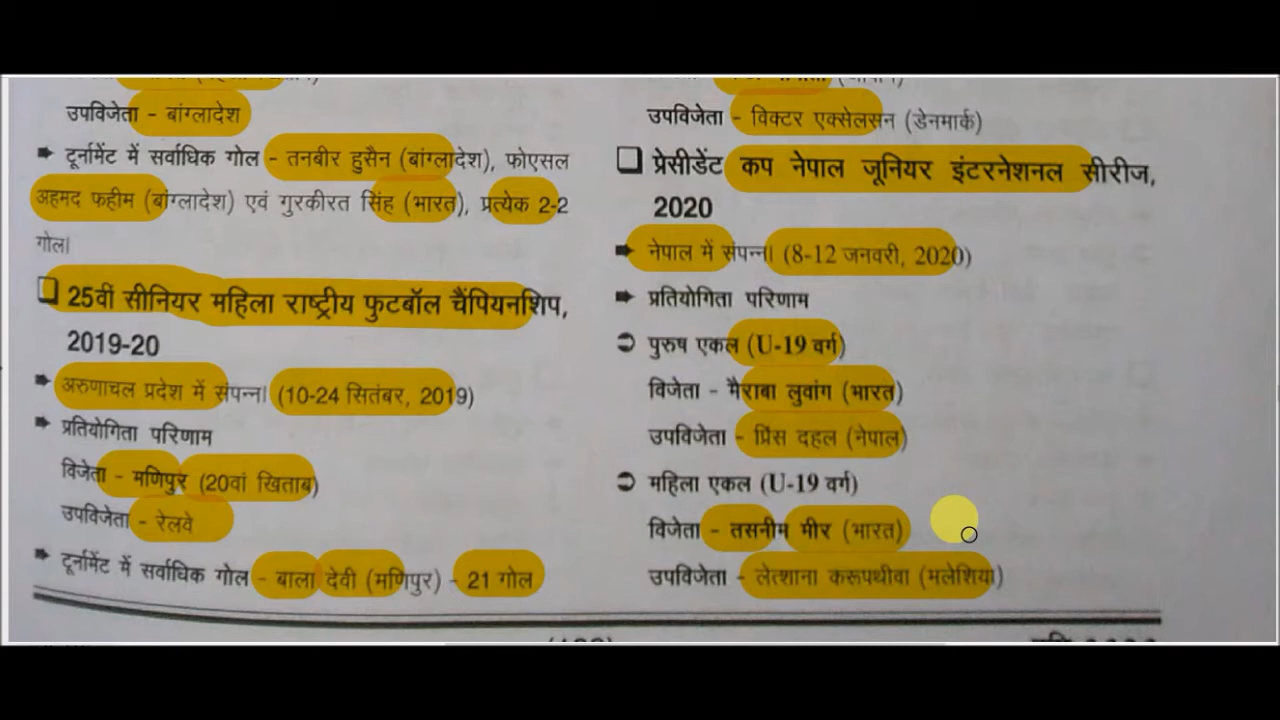 उपविजेता - बांग्लादेश
➨ टूर्नामेंट में सर्वाधिक गोल - तनबीर हुसैन (बांग्लादेश), फोएसल
अहमद फहीम (बांग्लादेश) एवं गुरकीरत सिंह (भारत), प्रत्येक 2-2
गोल।
❑ 25वीं सीनियर महिला राष्ट्रीय फुटबॉल चैंपियनशिप,
2019-20
➨ अरुणाचल प्रदेश में संपन्न। (10-24 सितंबर, 2019)
➨ प्रतियोगिता परिणाम
विजेता - मणिपुर (20वां खिताब)
उपविजेता - रेलवे
➨ टूर्नामेंट में सर्वाधिक गोल - बाला देवी (मणिपुर) - 21 गोल
उपविजेता - विक्टर एक्सेलसन (डेनमार्क)
❑ प्रेसीडेंट कप नेपाल जूनियर इंटरनेशनल सीरीज,
2020
➨ नेपाल में संपन्न। (8-12 जनवरी, 2020)
➨ प्रतियोगिता परिणाम
➲ पुरुष एकल (U-19 वर्ग)
विजेता - मैराबा लुवांग (भारत)
उपविजेता - प्रिंस दहल (नेपाल)
➲ महिला एकल (U-19 वर्ग)
विजेता - तसनीम मीर (भारत)
उपविजेता - लेत्शाना करूपथीवा (मलेशिया)